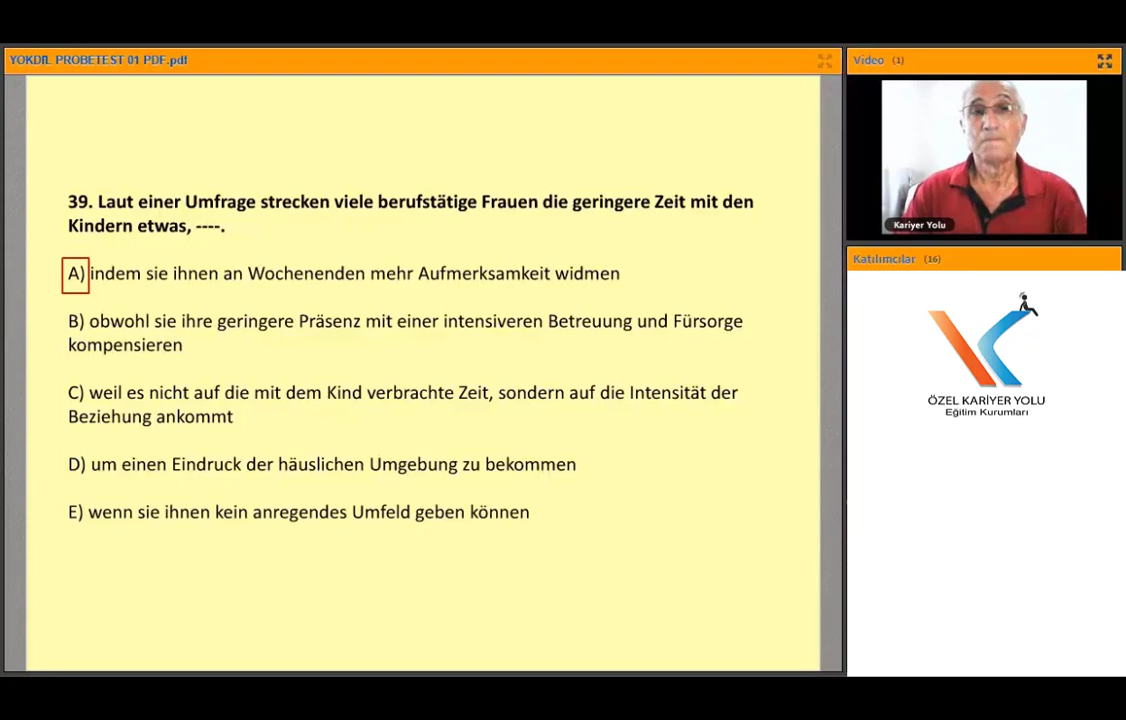 YOKDIL PROBETEST 01 PDF.pdf
Video (1)
39. Laut einer Umfrage strecken viele berufstätige Frauen die geringere Zeit mit den
Kindern etwas, ----.
A) indem sie ihnen an Wochenenden mehr Aufmerksamkeit widmen
B) obwohl sie ihre geringere Präsenz mit einer intensiveren Betreuung und Fürsorge
kompensieren
C) weil es nicht auf die mit dem Kind verbrachte Zeit, sondern auf die Intensität der
Beziehung ankommt
D) um einen Eindruck der häuslichen Umgebung zu bekommen
E) wenn sie ihnen kein anregendes Umfeld geben können
Kariyer Yolu
Katılımcılar (16)
ÖZEL KARİYER YOLU
Eğitim Kurumları